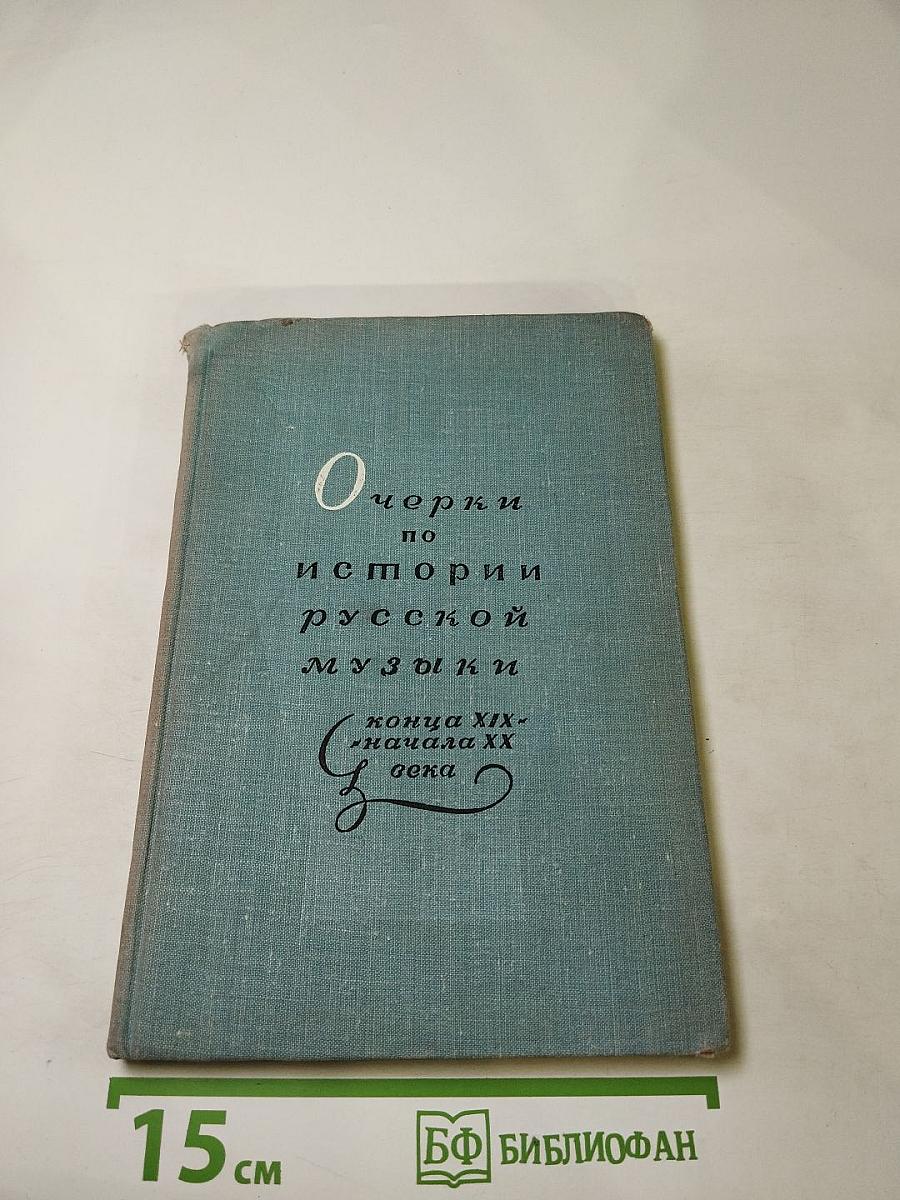 Очерки
по
истории
русской
музыки
конца XIX-
-начала XX
века
15 см
БФ БИБЛИОФАН